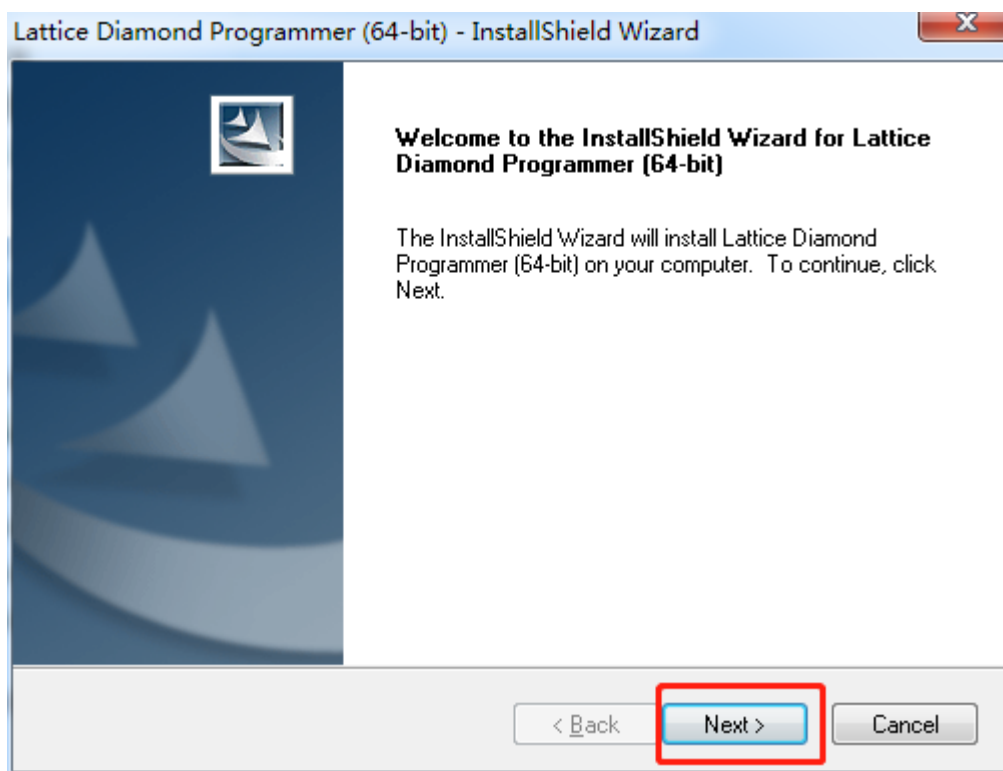 Lattice Diamond Programmer (64-bit) - InstallShield Wizard
Welcome to the InstallShield Wizard for Lattice
Diamond Programmer (64-bit)
The InstallShield Wizard will install Lattice Diamond
Programmer (64-bit) on your computer.  To continue, click
Next.
< Back
Next >
Cancel